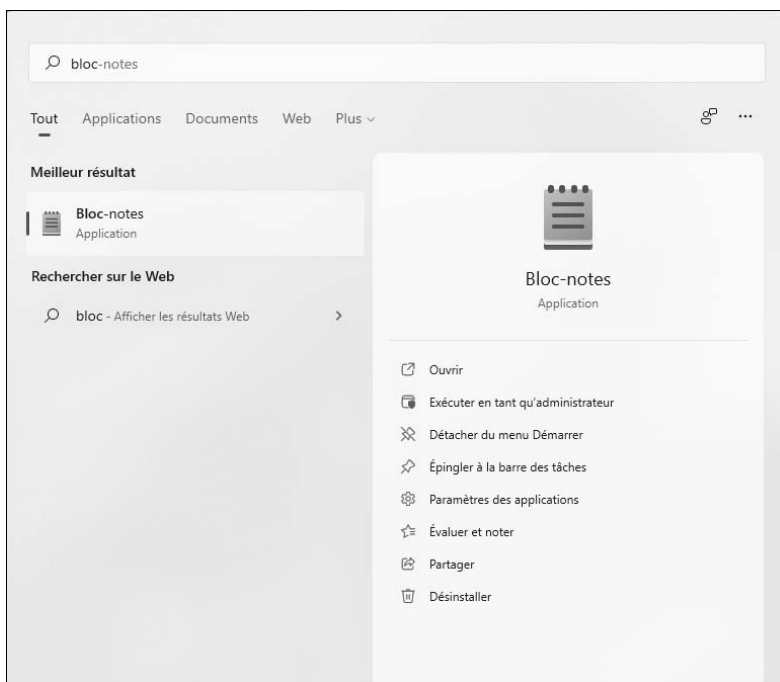 bloc-notes
Tout Applications Documents Web Plus
Meilleur résultat
Bloc-notes
Application
Rechercher sur le Web
bloc - Afficher les résultats Web
Bloc-notes
Application
Ouvrir
Exécuter en tant qu'administrateur
Détacher du menu Démarrer
Épingler à la barre des tâches
Paramètres des applications
Évaluer et noter
Partager
Désinstaller